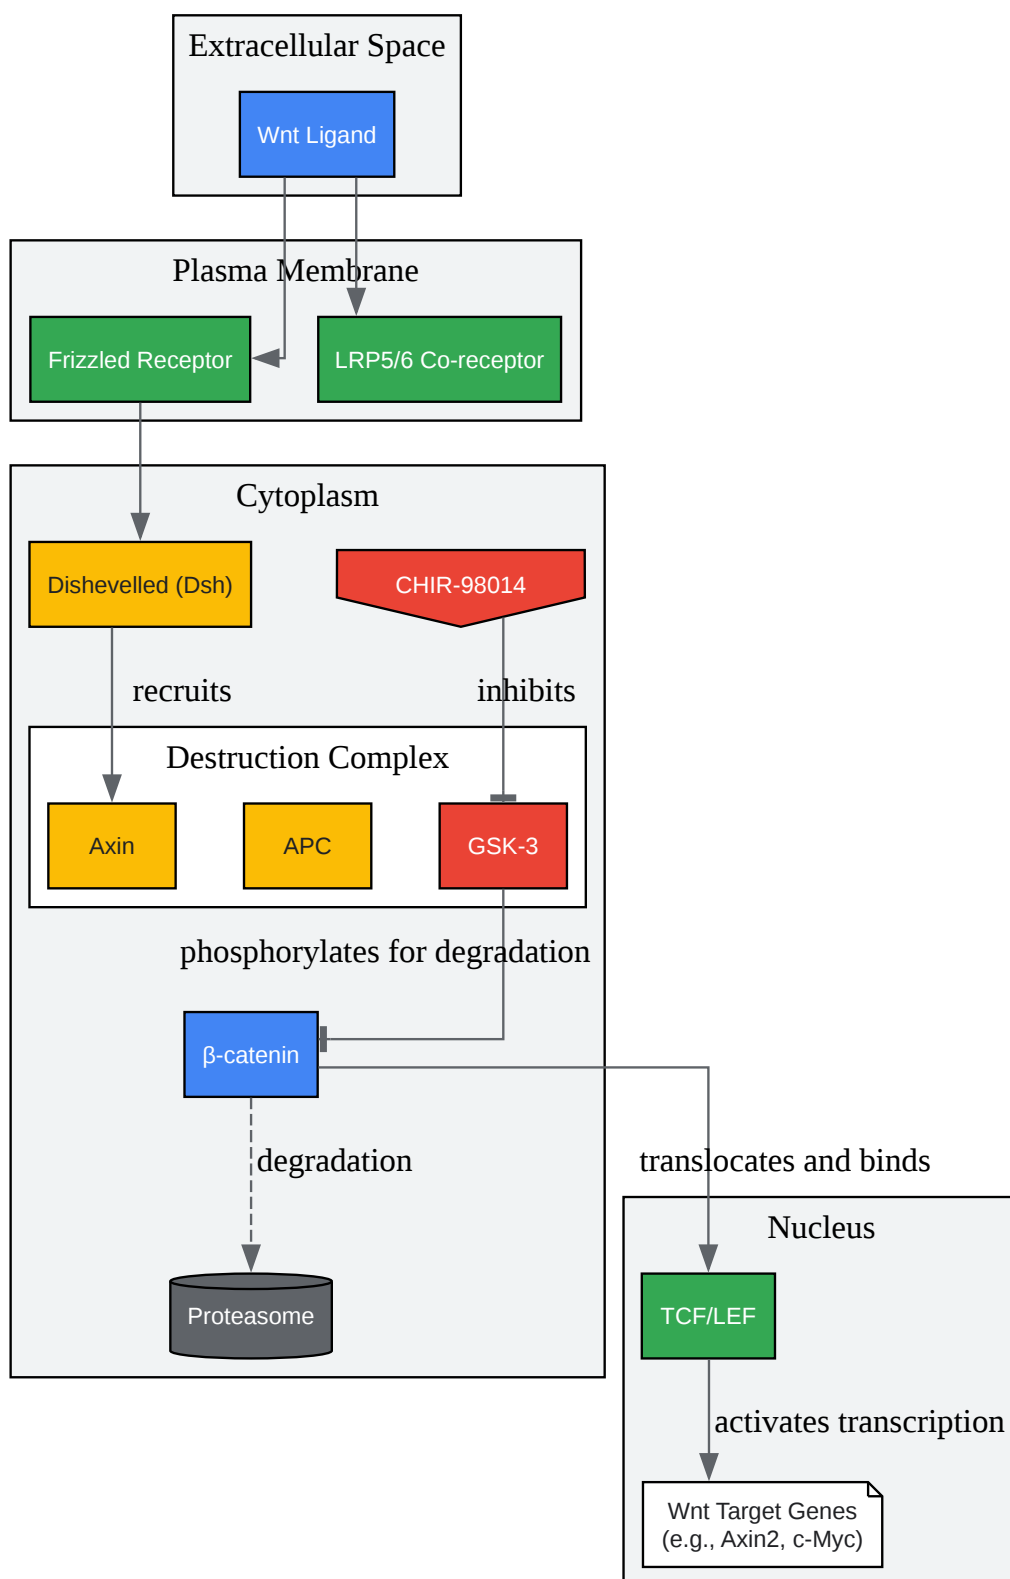 Extracellular Space
Wnt Ligand
Plasma Membrane
Frizzled Receptor
LRP5/6 Co-receptor
Cytoplasm
Dishevelled (Dsh)
CHIR-98014
recruits
inhibits
Destruction Complex
Axin
APC
GSK-3
phosphorylates for degradation
β-catenin
degradation
translocates and binds
Nucleus
Proteasome
TCF/LEF
activates transcription
Wnt Target Genes
(e.g., Axin2, c-Myc)